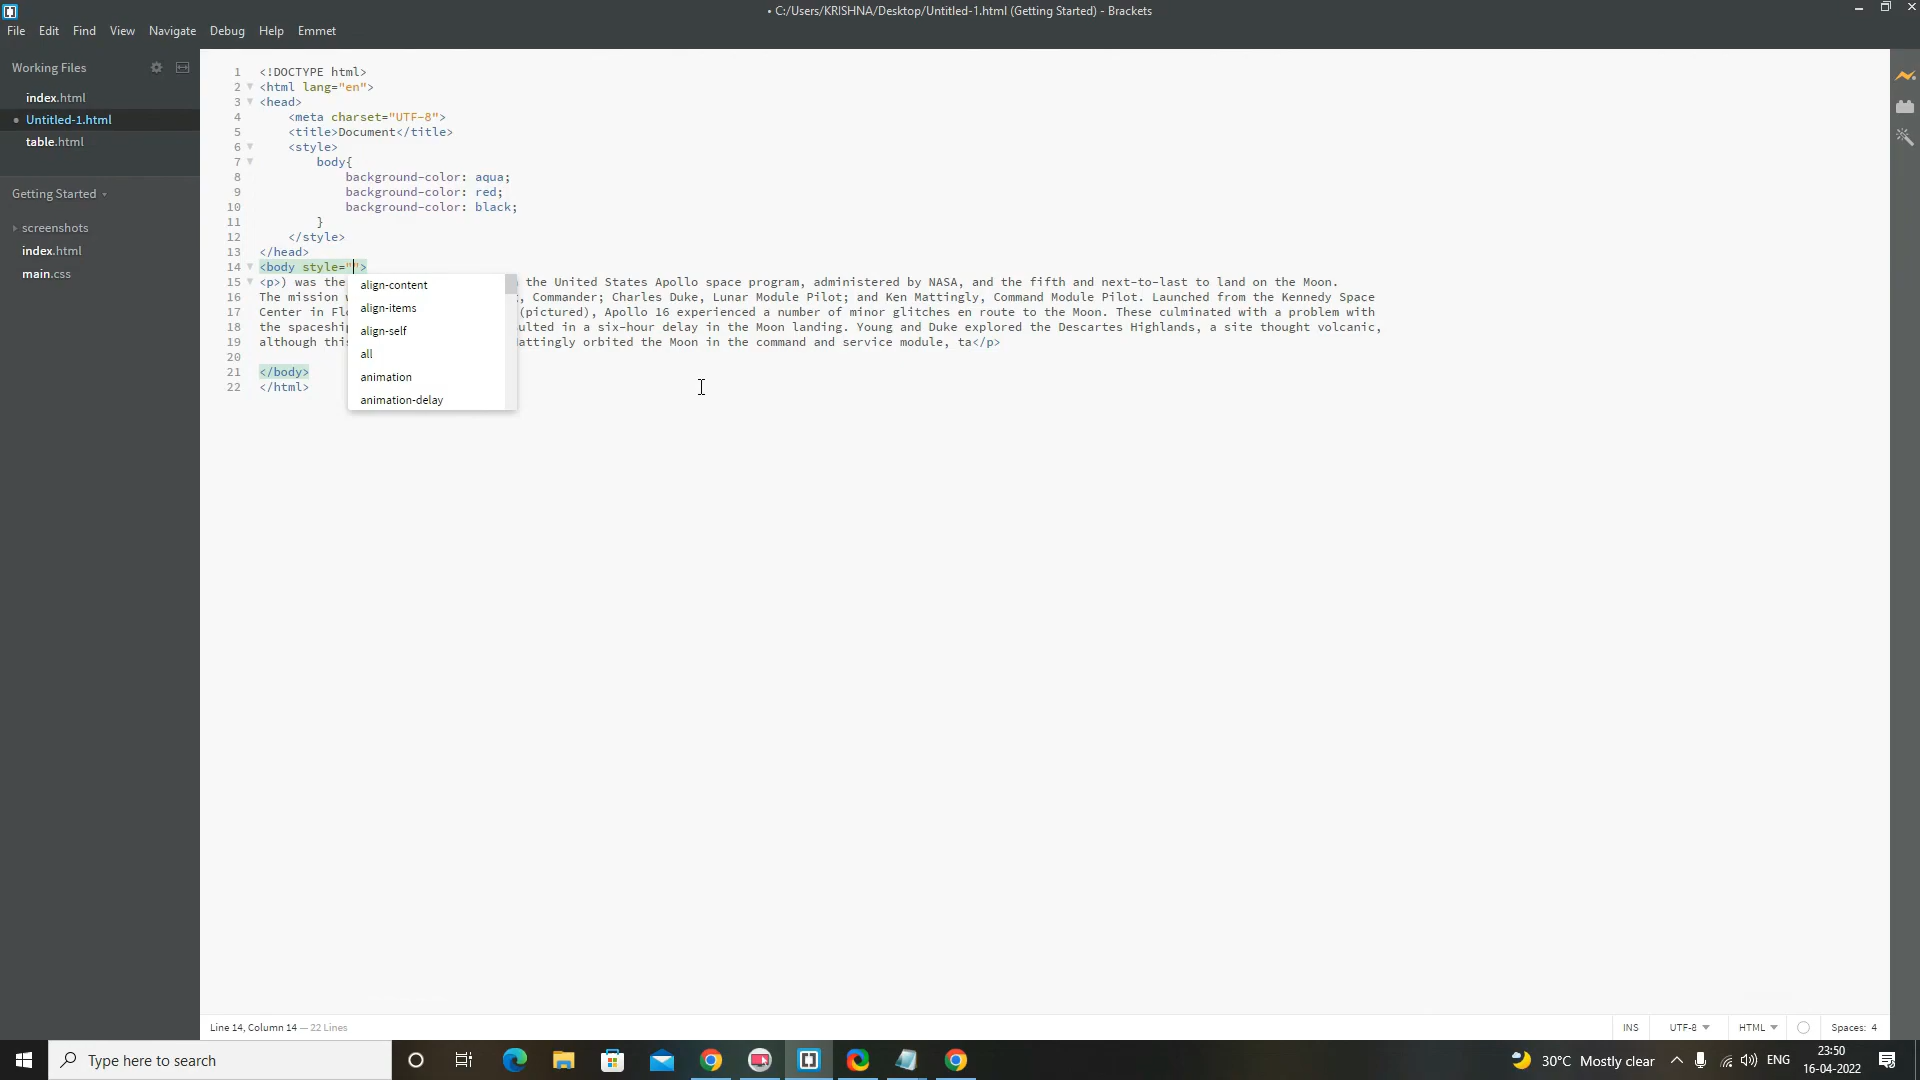 • C:/Users/KRISHNA/Desktop/Untitled-1.html (Getting Started) - Brackets
File Edit Find View Navigate Debug Help Emmet
Working Files
index.html
• Untitled-1.html
table.html
Getting Started
screenshots
index.html
main.css
1 <!DOCTYPE html>
2 <html lang="en">
3 <head>
4 <meta charset="UTF-8">
5 <title>Document</title>
6 <style>
7 body{
8 background-color: aqua;
9 background-color: red;
10 background-color: black;
11 }
12 </style>
13 </head>
14 <body style="">
15 <p>) was the the United States Apollo space program, administered by NASA, and the fifth and next-to-last to land on the Moon.
16 The mission , Commander; Charles Duke, Lunar Module Pilot; and Ken Mattingly, Command Module Pilot. Launched from the Kennedy Space
17 Center in (pictured), Apollo 16 experienced a number of minor glitches en route to the Moon. These culminated with a problem with
18 the in a six-hour delay in the Moon landing. Young and Duke explored the Descartes Highlands, a site thought volcanic,
19 although orbited the Moon in the command and service module, ta</p>
20
21 </body>
22 </html>
align-content
align-items
align-self
all
animation
animation-delay
Line 14, Column 14 — 22 Lines
INS UTF-8 HTML Spaces: 4
Type here to search
30°C Mostly clear
ENG
23:50
16-04-2022